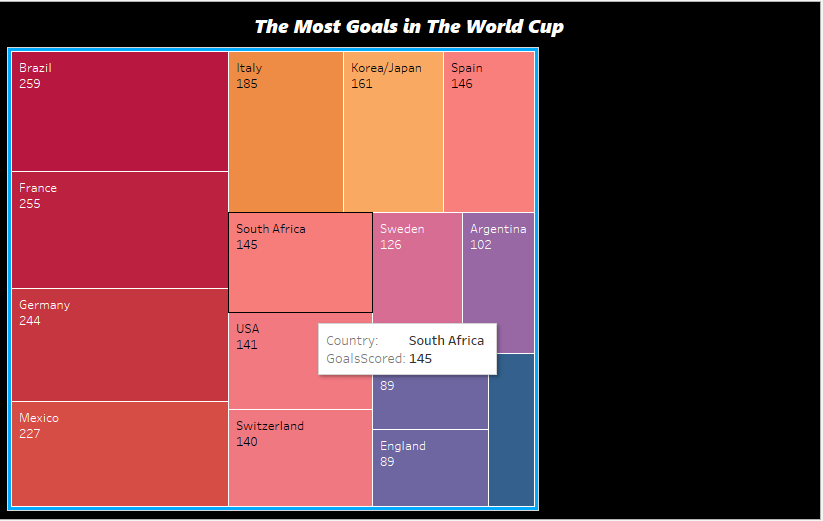 The Most Goals in The World Cup
Brazil
259
Italy
185
Korea/Japan
161
Spain
146
France
255
South Africa
145
Sweden
126
Argentina
102
Germany
244
USA
141
Country: South Africa
GoalsScored: 145
89
Mexico
227
Switzerland
140
England
89